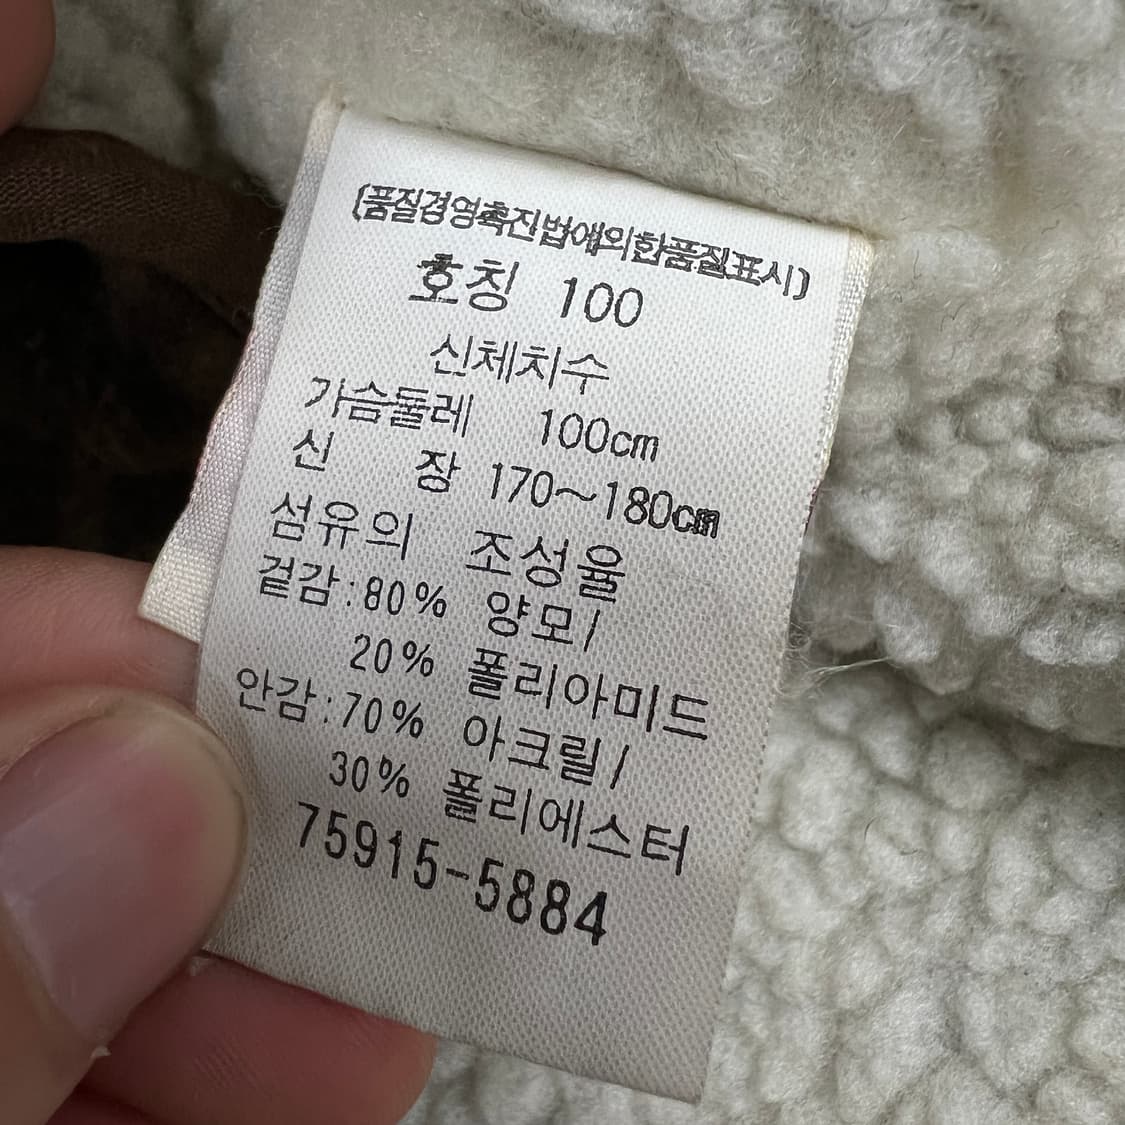 (품질경영촉진법에의한품질표시)
호칭 100
신체치수
가슴둘레 100cm
신 장 170~180cm
섬유의 조성율
겉감:80% 양모/
20% 폴리아미드
안감:70% 아크릴/
30% 폴리에스터
75915-5884